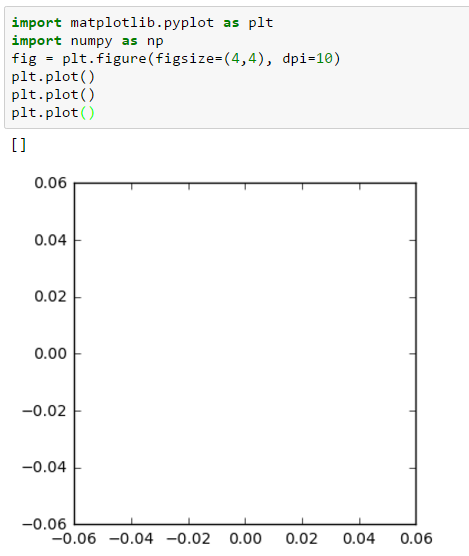 import matplotlib.pyplot as plt
import numpy as np
fig = plt.figure(figsize=(4,4), dpi=10)
plt.plot()
plt.plot()
plt.plot()
[]
0.06
0.04
0.02
0.00
−0.02
−0.04
−0.06
−0.06 −0.04 −0.02 0.00 0.02 0.04 0.06